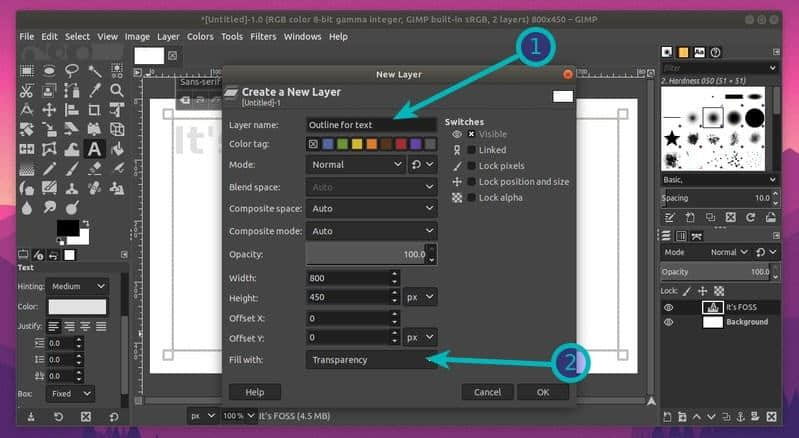 *[Untitled]-1.0 (RGB color 8-bit gamma integer, GIMP built-in sRGB, 2 layers) 800x450 – GIMP
File Edit Select View Image Layer Colors Tools Filters Windows Help
1
New Layer
Create a New Layer
[Untitled]-1
Layer name: Outline for text
Color tag:
Mode: Normal
Blend space: Auto
Composite space: Auto
Composite mode: Auto
Opacity: 100.0
Width: 800
Height: 450 px
Offset X: 0
Offset Y: 0 px
Fill with: Transparency
2
Switches
Visible
Linked
Lock pixels
Lock position and size
Lock alpha
Help Cancel OK
Sans-serif
It's
Text
Hinting: Medium
Color:
Justify:
0.0
0.0
0.0
Box: Fixed
px 100 % It's FOSS (4.5 MB)
filter
2. Hardness 050 (51 × 51)
Basic,
Spacing 10.0
Mode Normal
Opacity 100.0
Lock:
It's FOSS
Background